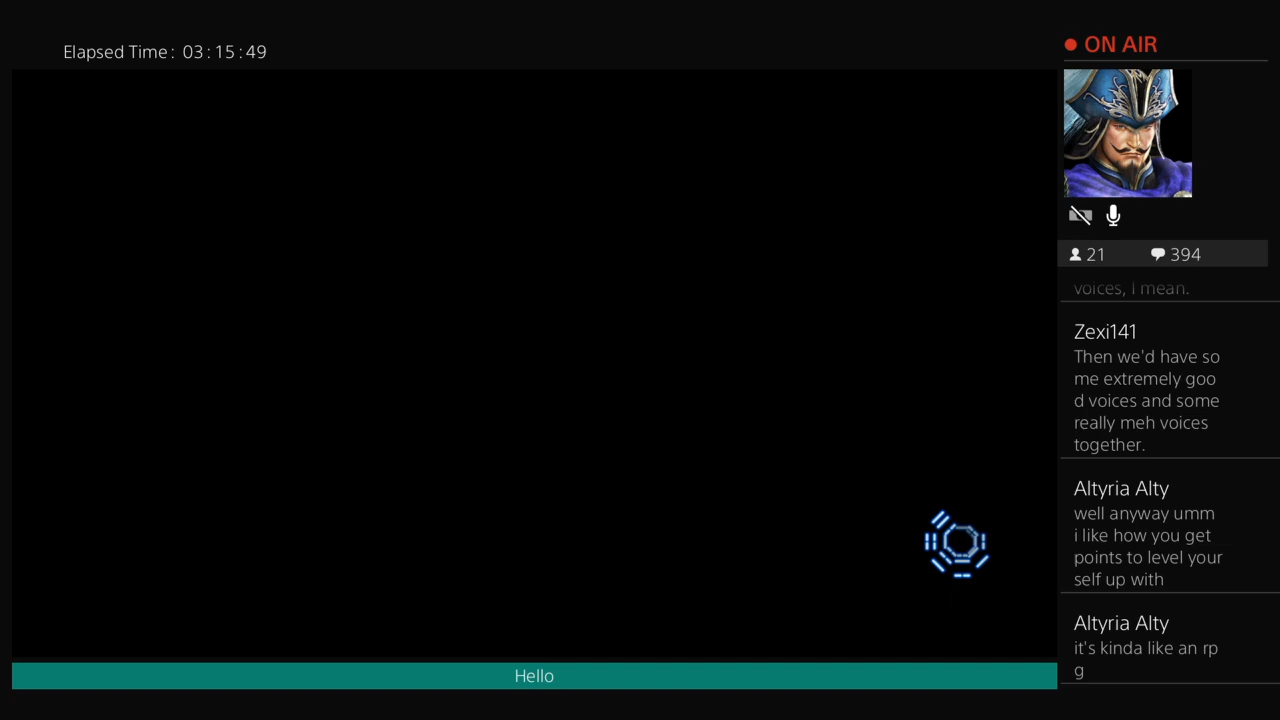 Elapsed Time: 03:15:49
ON AIR
21 394
voices, I mean.
Zexi141
Then we'd have so
me extremely goo
d voices and some
really meh voices
together.
Altyria Alty
well anyway umm
i like how you get
points to level your
self up with
Altyria Alty
it's kinda like an rp
g
Hello